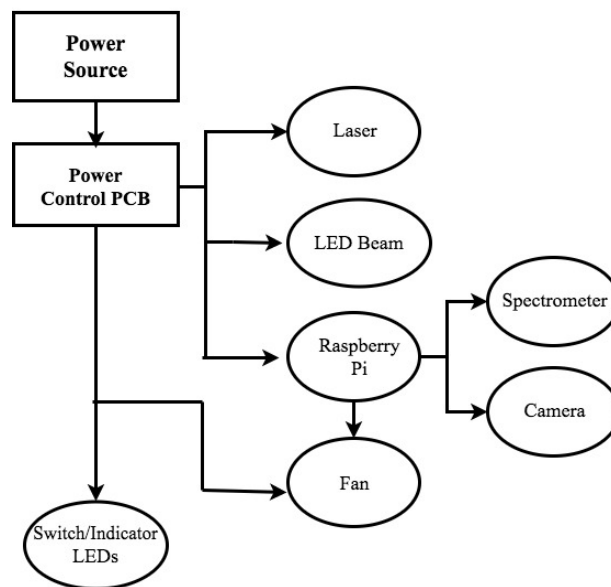 Power
Source
Power
Control PCB
Laser
LED Beam
Raspberry
Pi
Spectrometer
Camera
Fan
Switch/Indicator
LEDs